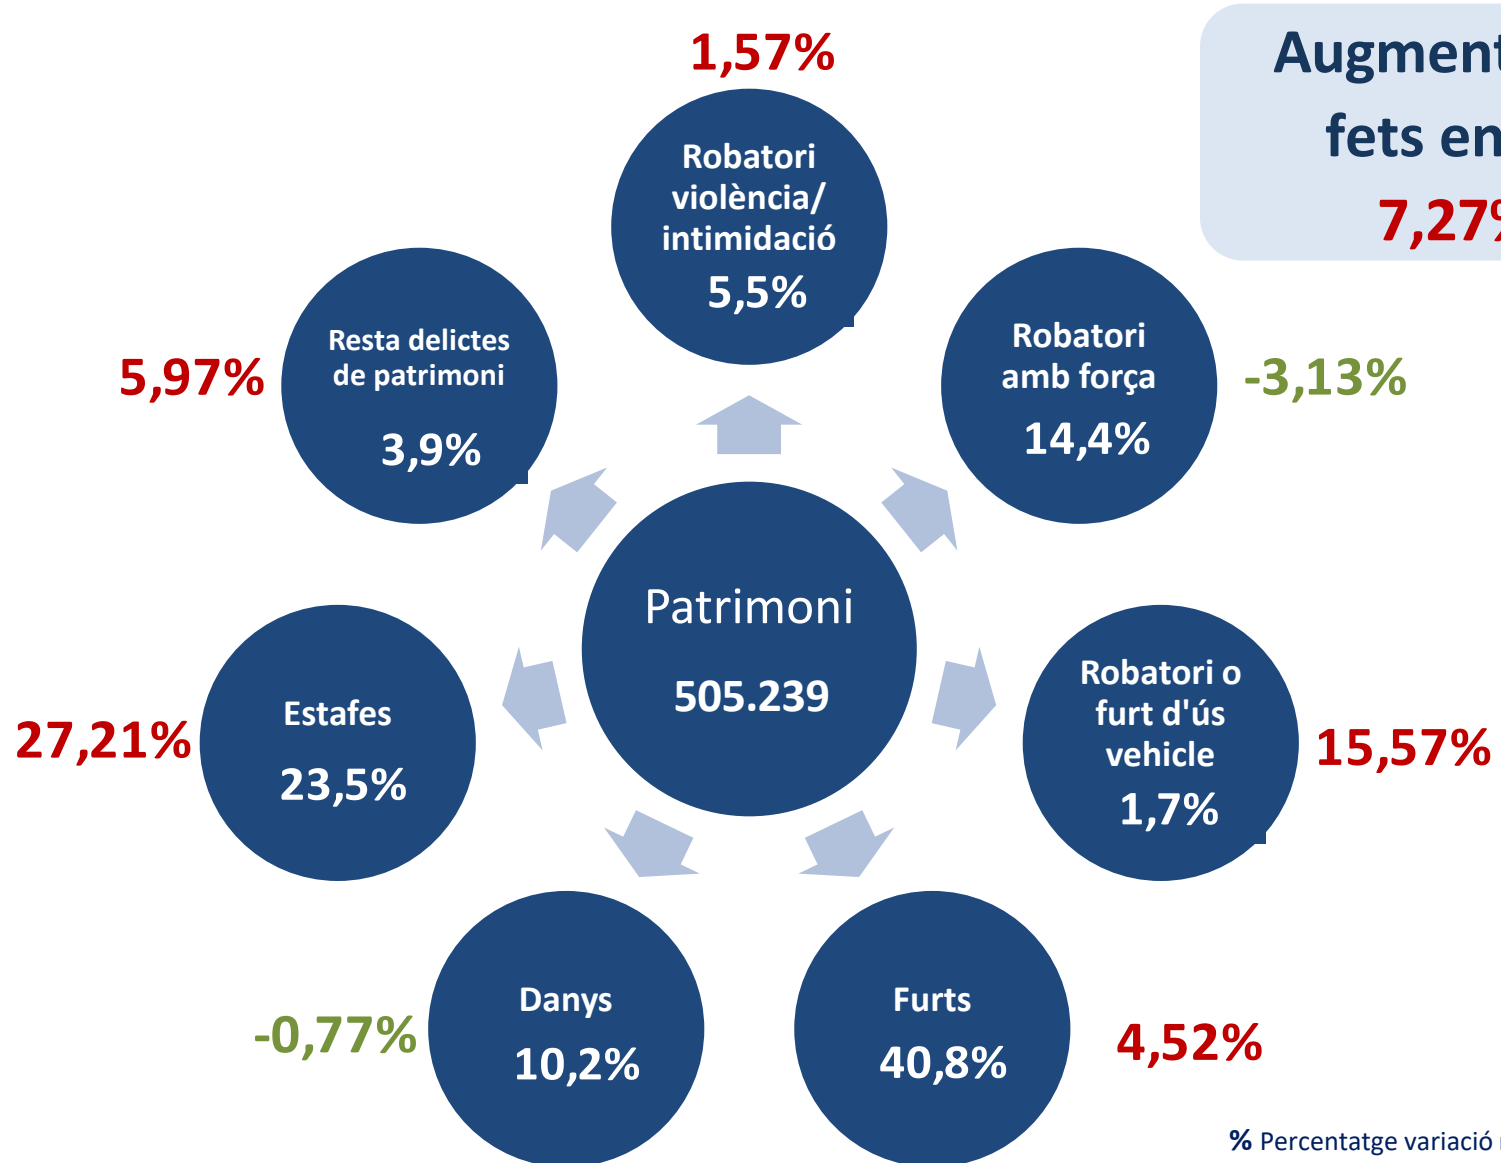 1,57%
Augment
fets en
7,27%
Robatori
violència/
intimidació
5,5%
Resta delictes
de patrimoni
3,9%
5,97%
Robatori
amb força
14,4%
-3,13%
Patrimoni
505.239
Estafes
23,5%
27,21%
Robatori o
furt d'ús
vehicle
1,7%
15,57%
Danys
10,2%
-0,77%
Furts
40,8%
4,52%
% Percentatge variació